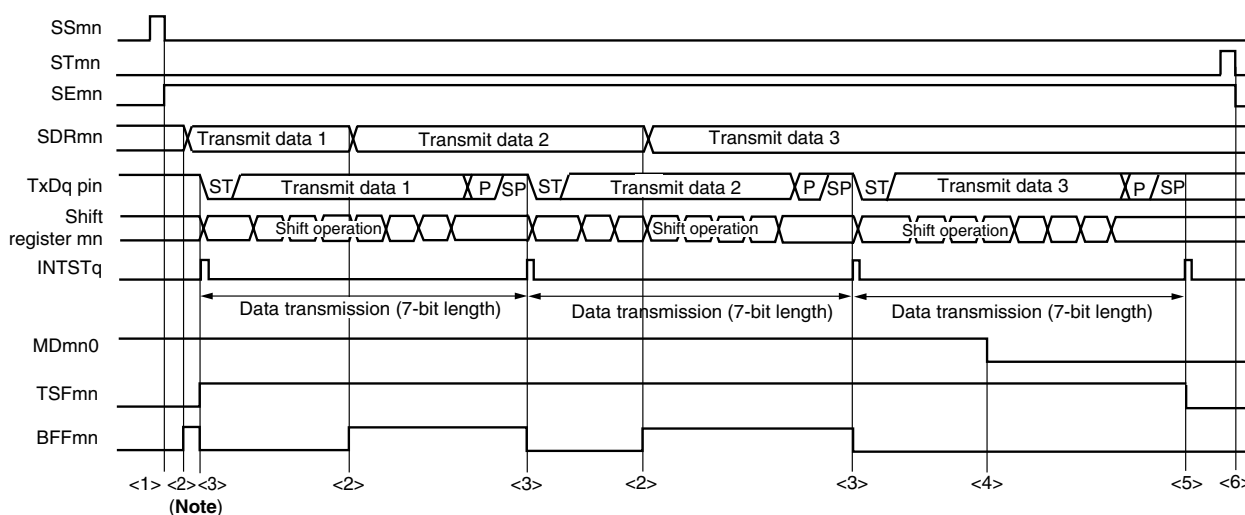 SSmn
STmn
SEmn
SDRmn Transmit data 1 Transmit data 2 Transmit data 3
TxDq pin ST Transmit data 1 P SP ST Transmit data 2 P SP ST Transmit data 3 P SP
Shift
register mn Shift operation Shift operation Shift operation
INTSTq
Data transmission (7-bit length) Data transmission (7-bit length) Data transmission (7-bit length)
MDmn0
TSFmn
BFFmn
<1> <2> <3> <2> <3> <2> <3> <4> <5> <6>
(Note)